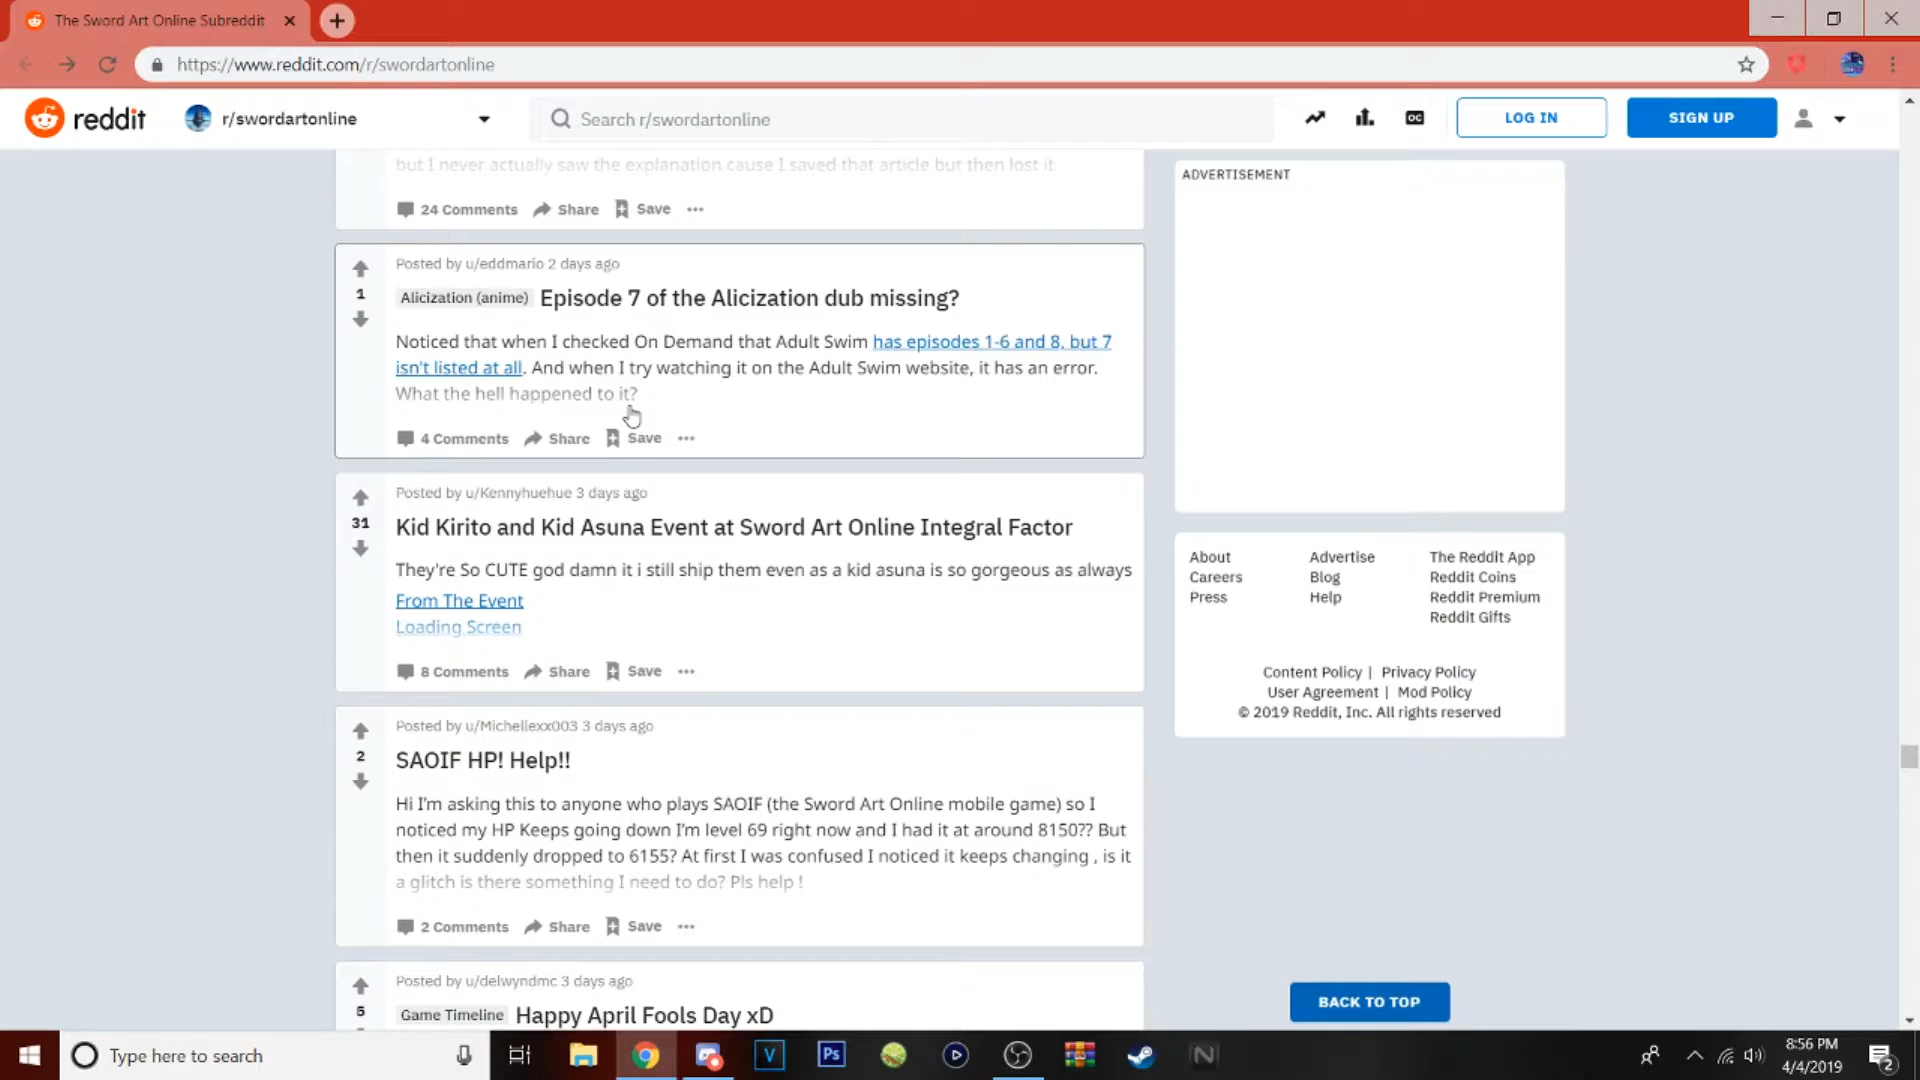 The Sword Art Online Subreddit
https://www.reddit.com/r/swordartonline
reddit
r/swordartonline
Search r/swordartonline
OC
LOG IN
SIGN UP
but I never actually saw the explanation cause I saved that article but then lost it
24 Comments Share Save
Posted by u/eddmario 2 days ago
1
Alicization (anime) Episode 7 of the Alicization dub missing?
Noticed that when I checked On Demand that Adult Swim has episodes 1-6 and 8, but 7
isn't listed at all. And when I try watching it on the Adult Swim website, it has an error.
What the hell happened to it?
4 Comments Share Save
Posted by u/Kennyhuehue 3 days ago
31
Kid Kirito and Kid Asuna Event at Sword Art Online Integral Factor
They're So CUTE god damn it i still ship them even as a kid asuna is so gorgeous as always
From The Event
Loading Screen
8 Comments Share Save
Posted by u/Michellexx003 3 days ago
2
SAOIF HP! Help!!
Hi I'm asking this to anyone who plays SAOIF (the Sword Art Online mobile game) so I
noticed my HP Keeps going down I'm level 69 right now and I had it at around 8150?? But
then it suddenly dropped to 6155? At first I was confused I noticed it keeps changing , is it
a glitch is there something I need to do? Pls help !
2 Comments Share Save
Posted by u/delwyndmc 3 days ago
5
Game Timeline Happy April Fools Day xD
ADVERTISEMENT
About Advertise The Reddit App
Careers Blog Reddit Coins
Press Help Reddit Premium
Reddit Gifts
Content Policy | Privacy Policy
User Agreement | Mod Policy
© 2019 Reddit, Inc. All rights reserved
BACK TO TOP
Type here to search
V
Ps
N
8:56 PM
4/4/2019
2